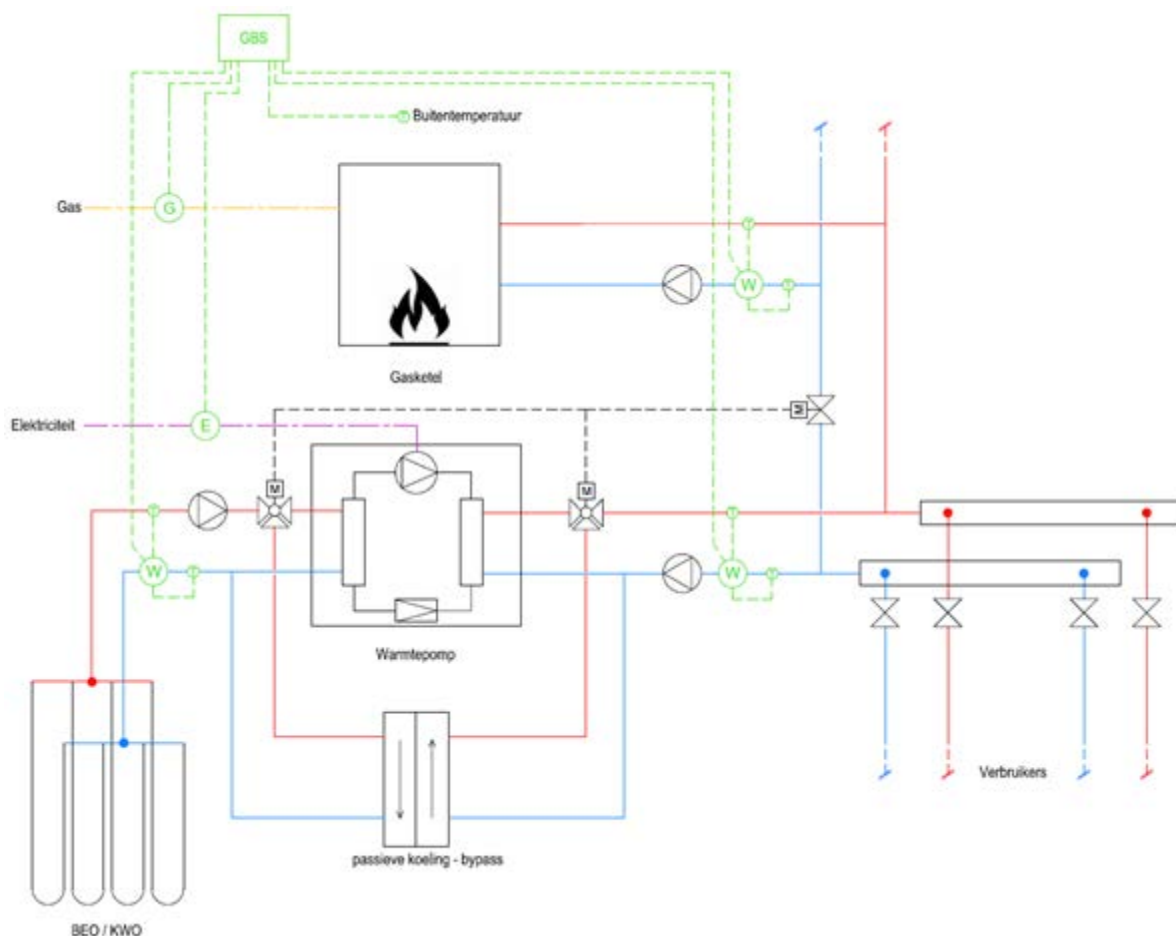 GBS
T Buitentemperatuur
Gas
G
T
W
T
Gasketel
M
Elektriciteit
E
M
M
T
T
W
T
W
T
Warmtepomp
Verbruikers
passieve koeling - bypass
BEO / KWO